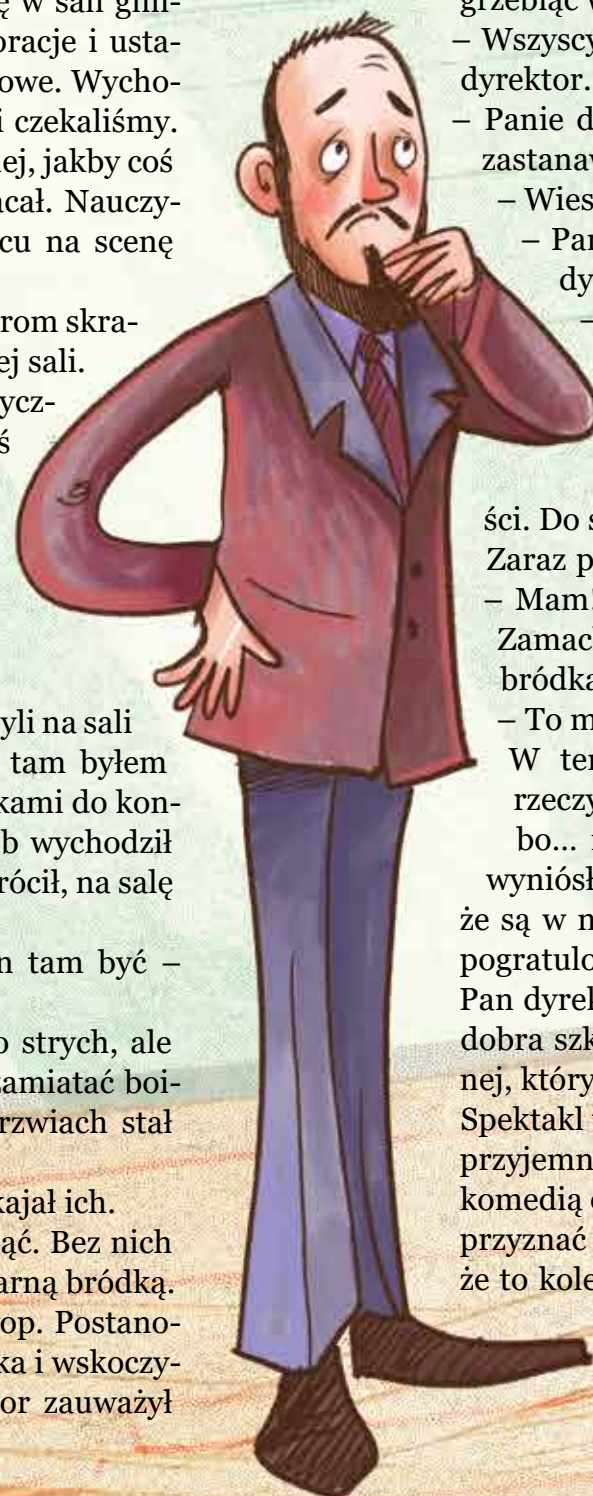 ę w sali gim-
oracje i usta-
owe. Wycho-
i czekaliśmy.
nej, jakby coś
acał. Nauczy-
cu na scenę
rom skra-
ej sali.
ycz-
ś
yli na sali
tam byłem
kami do kon-
b wychodził
rócił, na salę
n tam być –
o strych, ale
zamiatać boi-
rzwiach stał
kajał ich.
ąć. Bez nich
arną bródką.
op. Postano-
ka i wskoczy-
or zauważył
grzebiąc w
– Wszyscy
dyrektor.
– Panie d
zastanaw
– Wies
– Pan
dy
–
ści. Do s
Zaraz p
– Mam!
Zamach
bródka
– To m
W ter
rzeczy
bo... n
wyniósł
że są w m
pogratulo
Pan dyrek
dobra szk
nej, który
Spektakl
przyjemn
komedią
przyznać
że to kole